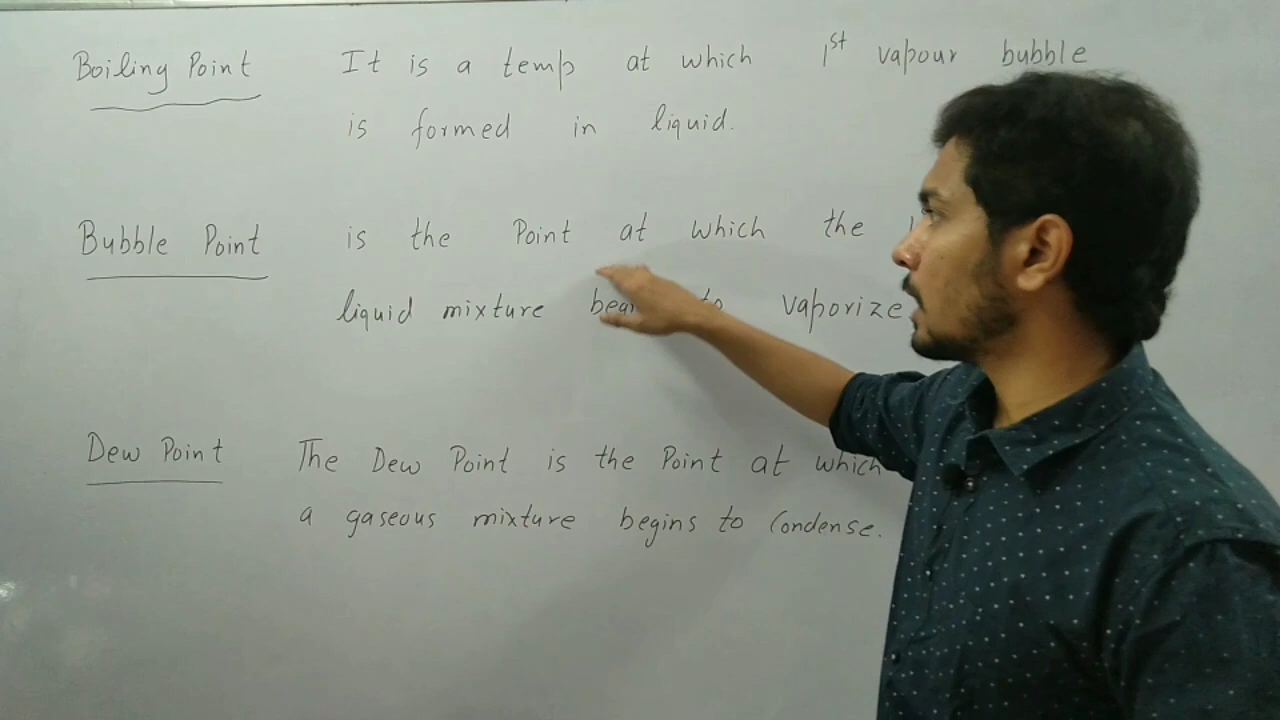 Boiling Point It is a temp at which 1st vapour bubble
is formed in liquid.
Bubble Point is the Point at which the
liquid mixture to vaporize
Dew Point The Dew Point is the Point at which
a gaseous mixture begins to Condense.